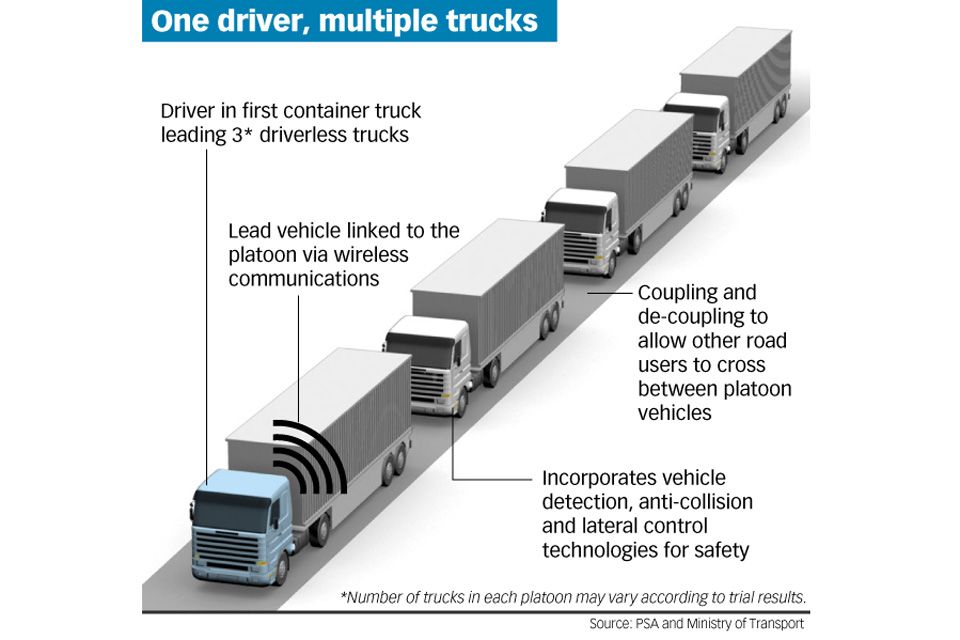 One driver, multiple trucks
Driver in first container truck
leading 3* driverless trucks
Lead vehicle linked to the
platoon via wireless
communications
Coupling and
de-coupling to
allow other road
users to cross
between platoon
vehicles
Incorporates vehicle
detection, anti-collision
and lateral control
technologies for safety
*Number of trucks in each platoon may vary according to trial results.
Source: PSA and Ministry of Transport